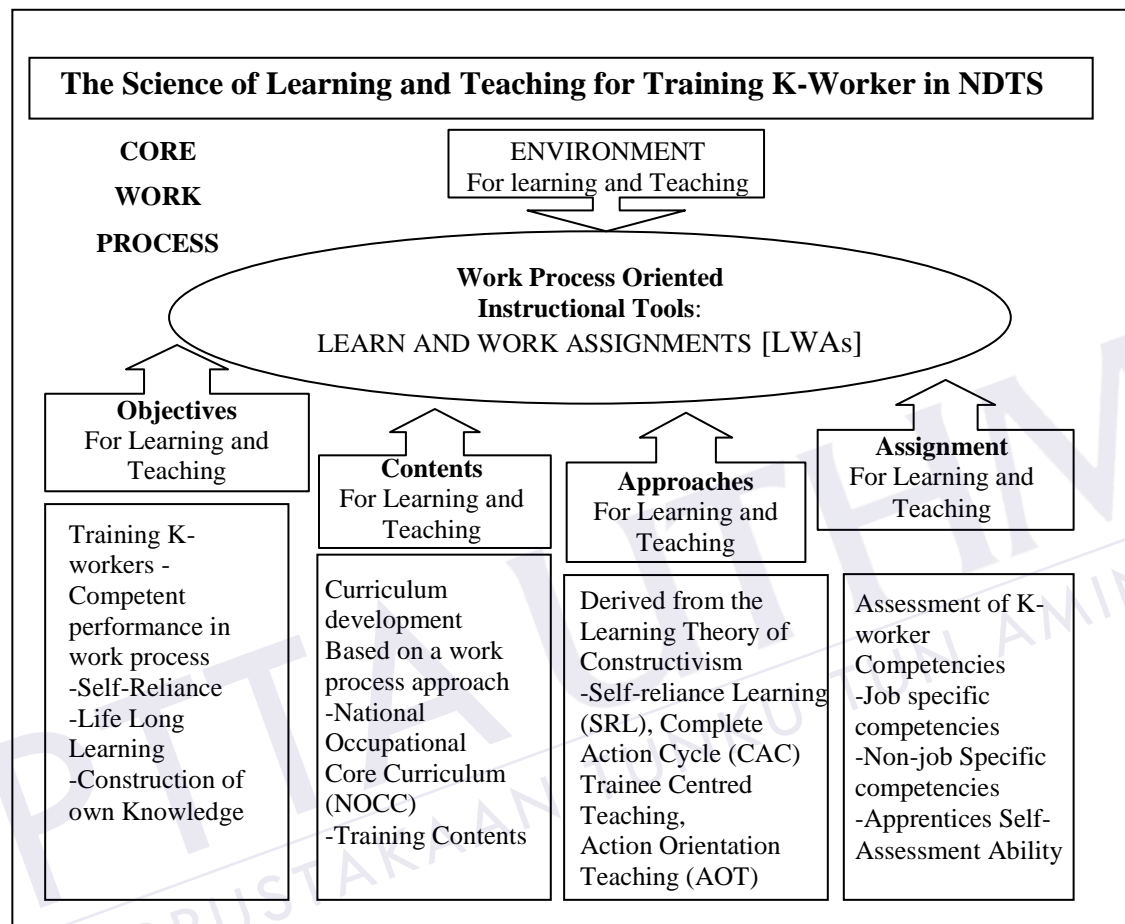 The Science of Learning and Teaching for Training K-Worker in NDTS
CORE
WORK
PROCESS
ENVIRONMENT
For learning and Teaching
Work Process Oriented
Instructional Tools:
LEARN AND WORK ASSIGNMENTS [LWAs]
Objectives
For Learning and
Teaching
Contents
For Learning and
Teaching
Approaches
For Learning and
Teaching
Assignment
For Learning and
Teaching
Training K-
workers -
Competent
performance in
work process
-Self-Reliance
-Life Long
Learning
-Construction of
own Knowledge
Curriculum
development
Based on a work
process approach
-National
Occupational
Core Curriculum
(NOCC)
-Training Contents
Derived from the
Learning Theory of
Constructivism
-Self-reliance Learning
(SRL), Complete
Action Cycle (CAC)
Trainee Centred
Teaching,
Action Orientation
Teaching (AOT)
Assessment of K-
worker
Competencies
-Job specific
competencies
-Non-job Specific
competencies
-Apprentices Self-
Assessment Ability
PTTA UTHM
PERPUSTAKAAN TUNKU TUN AMIN